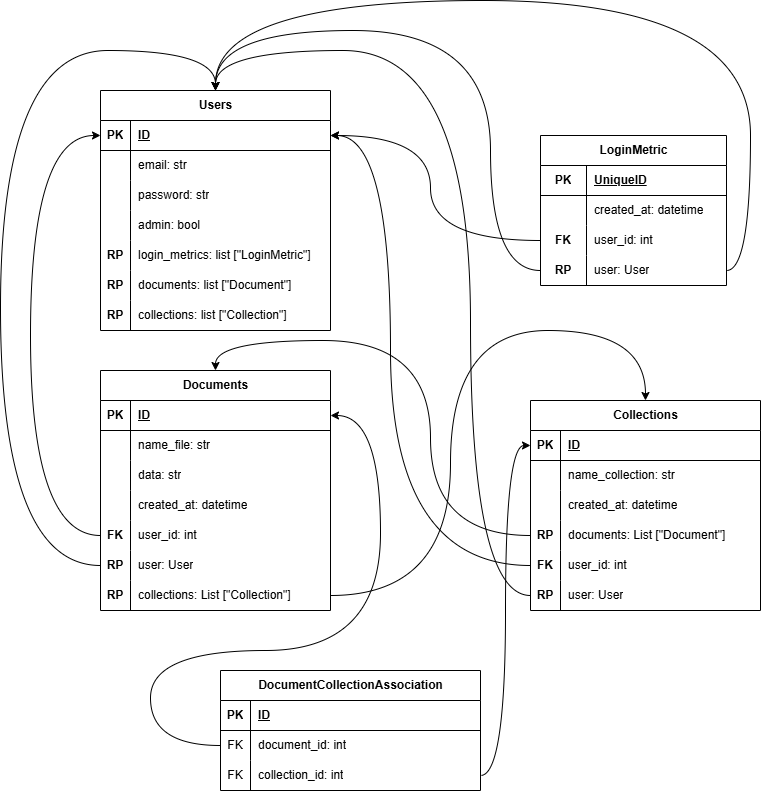 Users
PK ID
email: str
password: str
admin: bool
RP login_metrics: list ["LoginMetric"]
RP documents: list ["Document"]
RP collections: list ["Collection"]
LoginMetric
PK UniqueID
created_at: datetime
FK user_id: int
RP user: User
Documents
PK ID
name_file: str
data: str
created_at: datetime
FK user_id: int
RP user: User
RP collections: List ["Collection"]
Collections
PK ID
name_collection: str
created_at: datetime
RP documents: List ["Document"]
FK user_id: int
RP user: User
DocumentCollectionAssociation
PK ID
FK document_id: int
FK collection_id: int